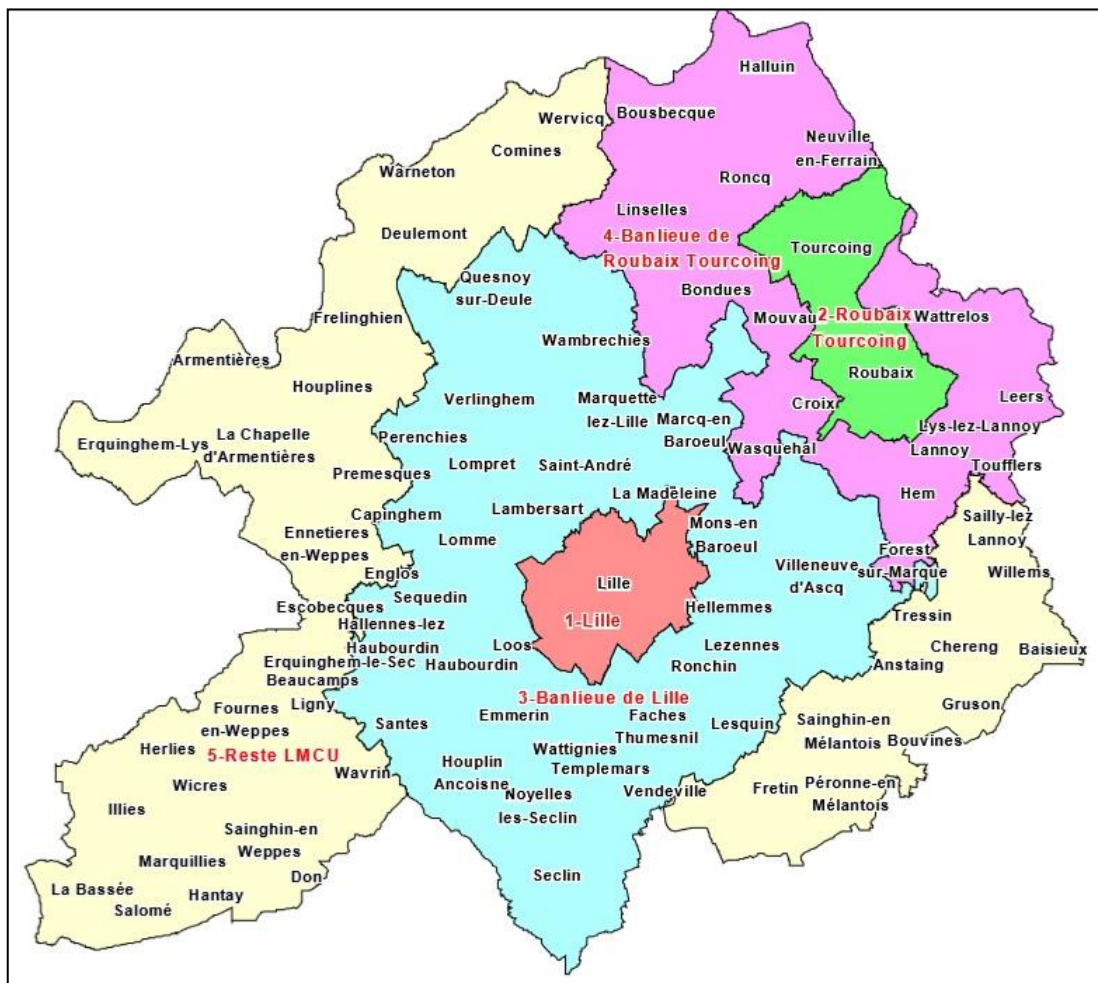 Halluin
Bousbecque
Wervicq
Neuville
en-Ferrain
Comines
Warneton
Roncq
Linselles
Deulemont
4-Banlieue de
Roubaix Tourcoing
Tourcoing
Quesnoy
sur-Deule
Bondues
Frelinghien
Mouvau
2-Roubaix
Tourcoing
Wattrelos
Wambrechies
Armentières
Houplines
Roubaix
Verlinghem
Marquette
lez-Lille
Croix
Leers
Marcq-en
Baroeul
Lys-lez-Lannoy
Erquinghem-Lys
La Chapelle
d'Armentières
Perenchies
Wasquehal
Lannoy
Premesques
Lompret
Saint-André
Toufflers
La Madeleine
Hem
Capinghem
Lambersart
Sailly-lez
Lannoy
Ennetieres
en-Weppes
Lomme
Mons-en
Baroeul
Forest
sur-Marque
Villeneuve
d'Ascq
Willems
Englos
Lille
Sequedin
Escobecques
Hellemmes
Tressin
Hallennes-lez
Haubourdin
1-Lille
Loos
Lezennes
Chereng
Baisieux
Erquinghem-le-Sec
Haubourdin
Ronchin
Anstaing
Beaucamps
Ligny
3-Banlieue de Lille
Gruson
Fournes
en-Weppes
Santes
Emmerin
Faches
Thumesnil
Lesquin
Sainghin-en
Mélantois
Bouvines
Herlies
5-Reste LMCU
Wattignies
Houplin
Ancoisne
Templemars
Wavrin
Wicres
Vendeville
Fretin
Péronne-en
Mélantois
Noyelles
les-Seclin
Illies
Sainghin-en
Weppes
Marquillies
Seclin
Don
La Bassée
Hantay
Salomé